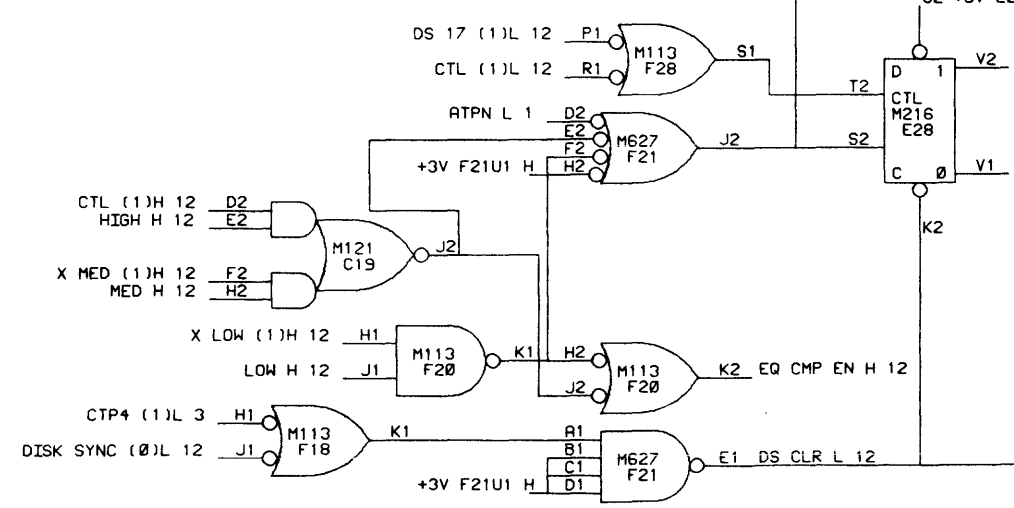 DS 17 (1)L 12 P1
M113
F28
S1
CTL (1)L 12 R1
V2
D 1
T2
CTL
M216
E28
ATPN L 1 D2
E2
M627
F21
J2
S2
F2
+3V F21U1 H H2
C Ø
V1
CTL (1)H 12 D2
HIGH H 12 E2
K2
M121
C19
J2
X MED (1)H 12 F2
MED H 12 H2
X LOW (1)H 12 H1
M113
F20
K1
H2
M113
F20
K2 EQ CMP EN H 12
LOW H 12 J1
J2
CTP4 (1)L 3 H1
M113
F18
K1
A1
DISK SYNC (Ø)L 12 J1
B1
M627
F21
E1 DS CLR L 12
C1
+3V F21U1 H D1